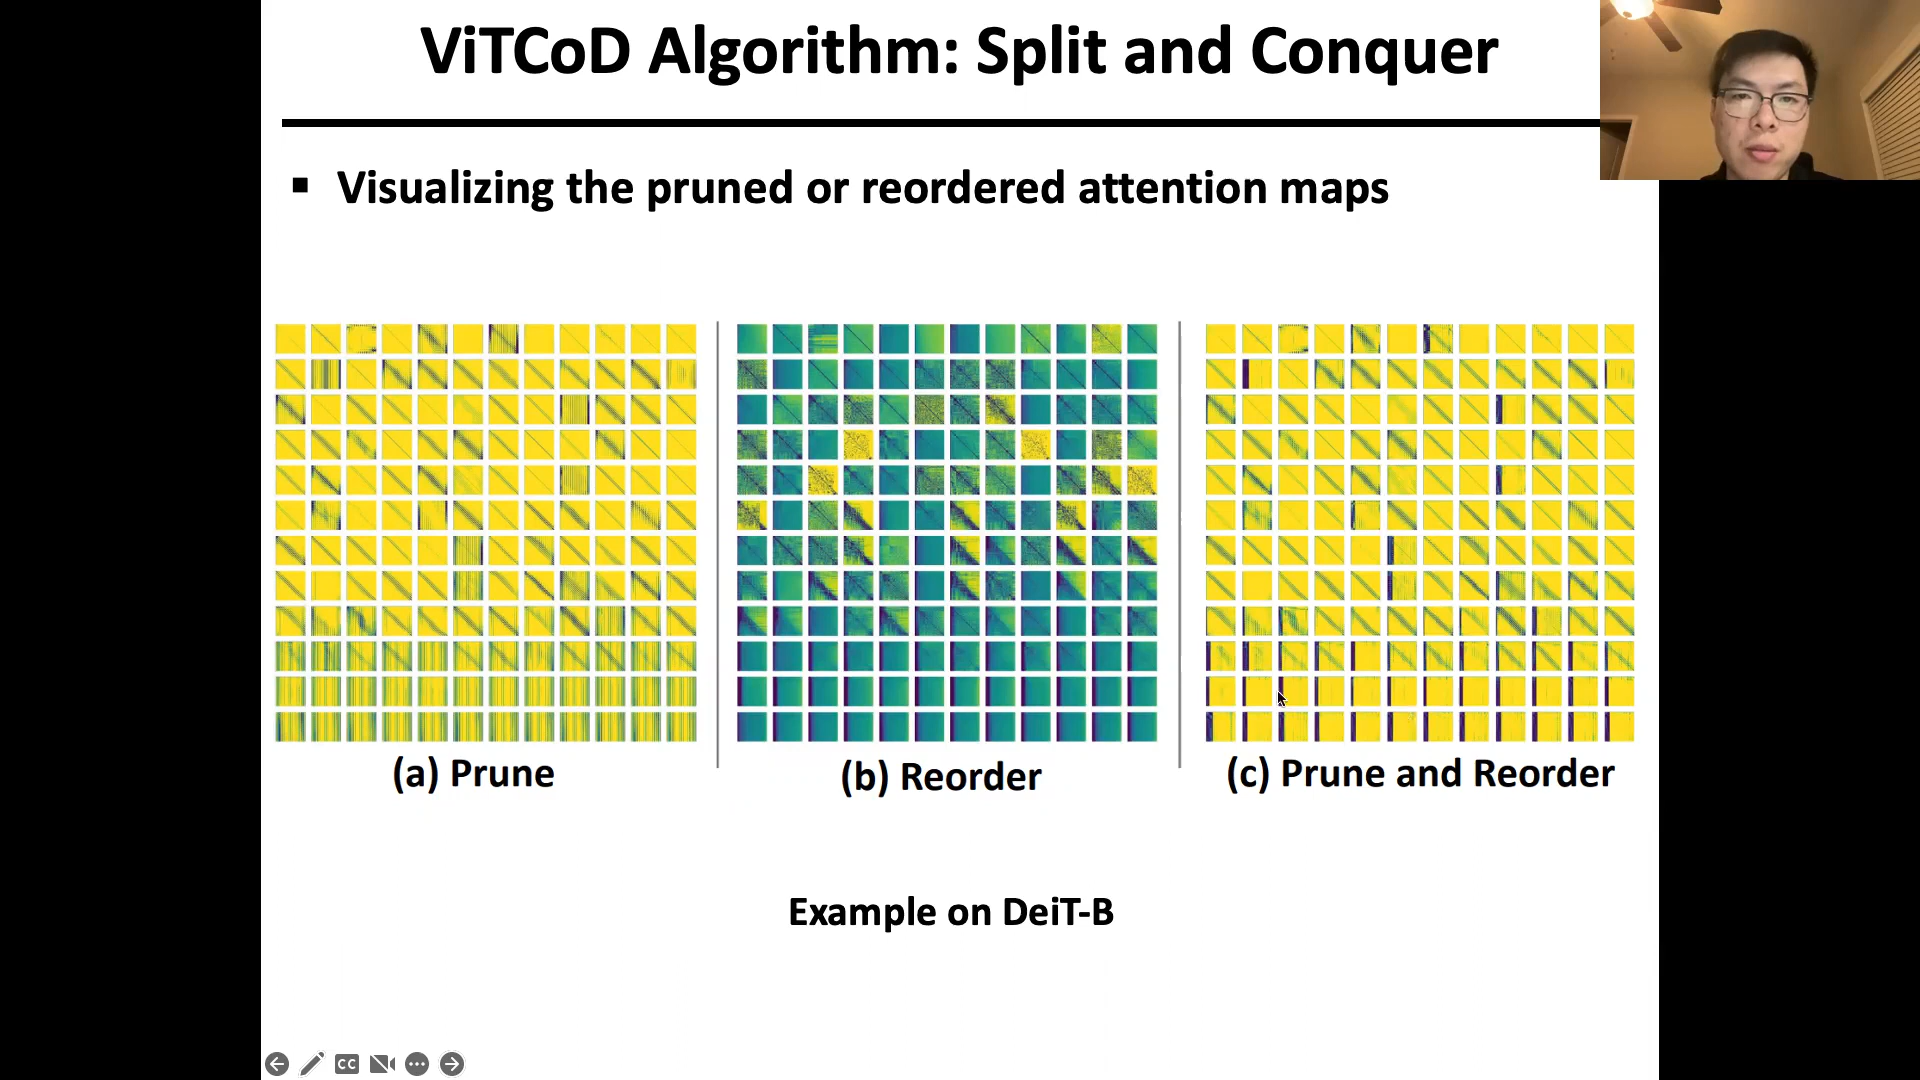 ViTCoD Algorithm: Split and Conquer
▪ Visualizing the pruned or reordered attention maps
(a) Prune
(b) Reorder
(c) Prune and Reorder
Example on DeiT-B
CC